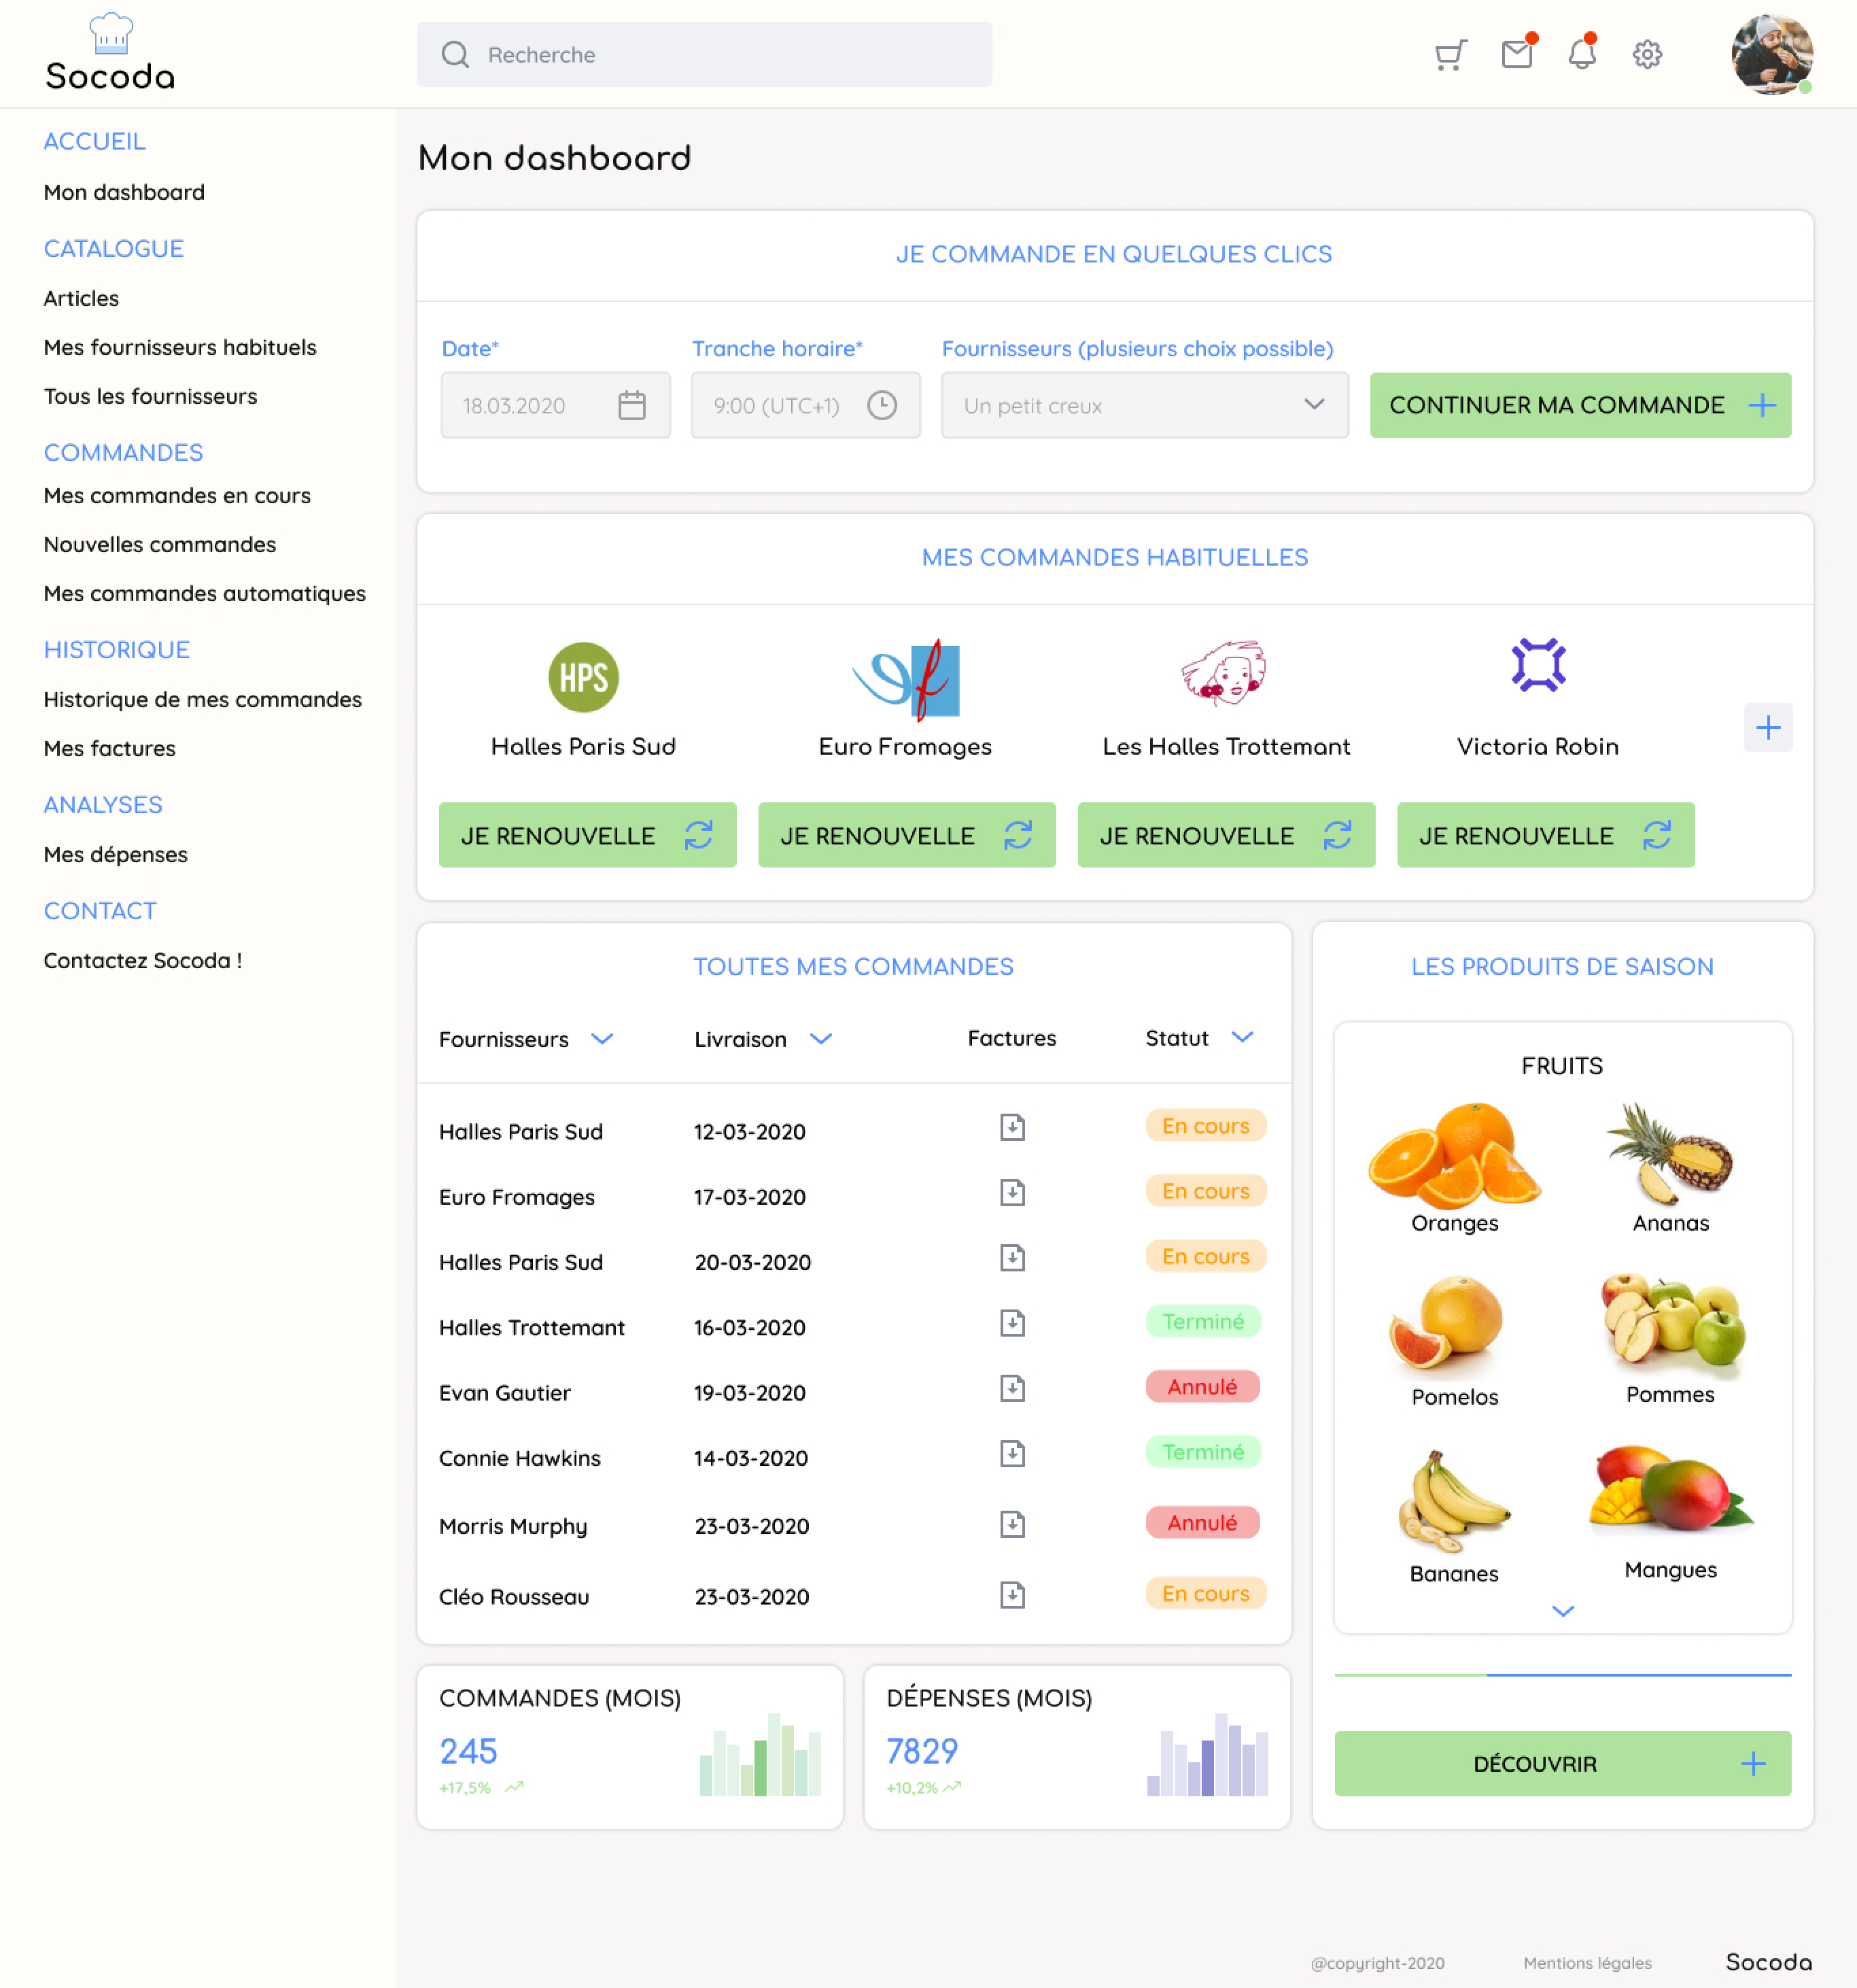 Socoda
Recherche
ACCUEIL
Mon dashboard
CATALOGUE
Articles
Mes fournisseurs habituels
Tous les fournisseurs
COMMANDES
Mes commandes en cours
Nouvelles commandes
Mes commandes automatiques
HISTORIQUE
Historique de mes commandes
Mes factures
ANALYSES
Mes dépenses
CONTACT
Contactez Socoda !
Mon dashboard
JE COMMANDE EN QUELQUES CLICS
Date* Tranche horaire* Fournisseurs (plusieurs choix possible)
18.03.2020 9:00 (UTC+1) Un petit creux CONTINUER MA COMMANDE
MES COMMANDES HABITUELLES
HPS
Halles Paris Sud Euro Fromages Les Halles Trottemant Victoria Robin
JE RENOUVELLE JE RENOUVELLE JE RENOUVELLE JE RENOUVELLE
TOUTES MES COMMANDES
Fournisseurs Livraison Factures Statut
Halles Paris Sud 12-03-2020 En cours
Euro Fromages 17-03-2020 En cours
Halles Paris Sud 20-03-2020 En cours
Halles Trottemant 16-03-2020 Terminé
Evan Gautier 19-03-2020 Annulé
Connie Hawkins 14-03-2020 Terminé
Morris Murphy 23-03-2020 Annulé
Cléo Rousseau 23-03-2020 En cours
LES PRODUITS DE SAISON
FRUITS
Oranges Ananas
Pomelos Pommes
Bananes Mangues
DÉCOUVRIR
COMMANDES (MOIS)
245
+17,5%
DÉPENSES (MOIS)
7829
+10,2%
@copyright-2020 Mentions légales Socoda